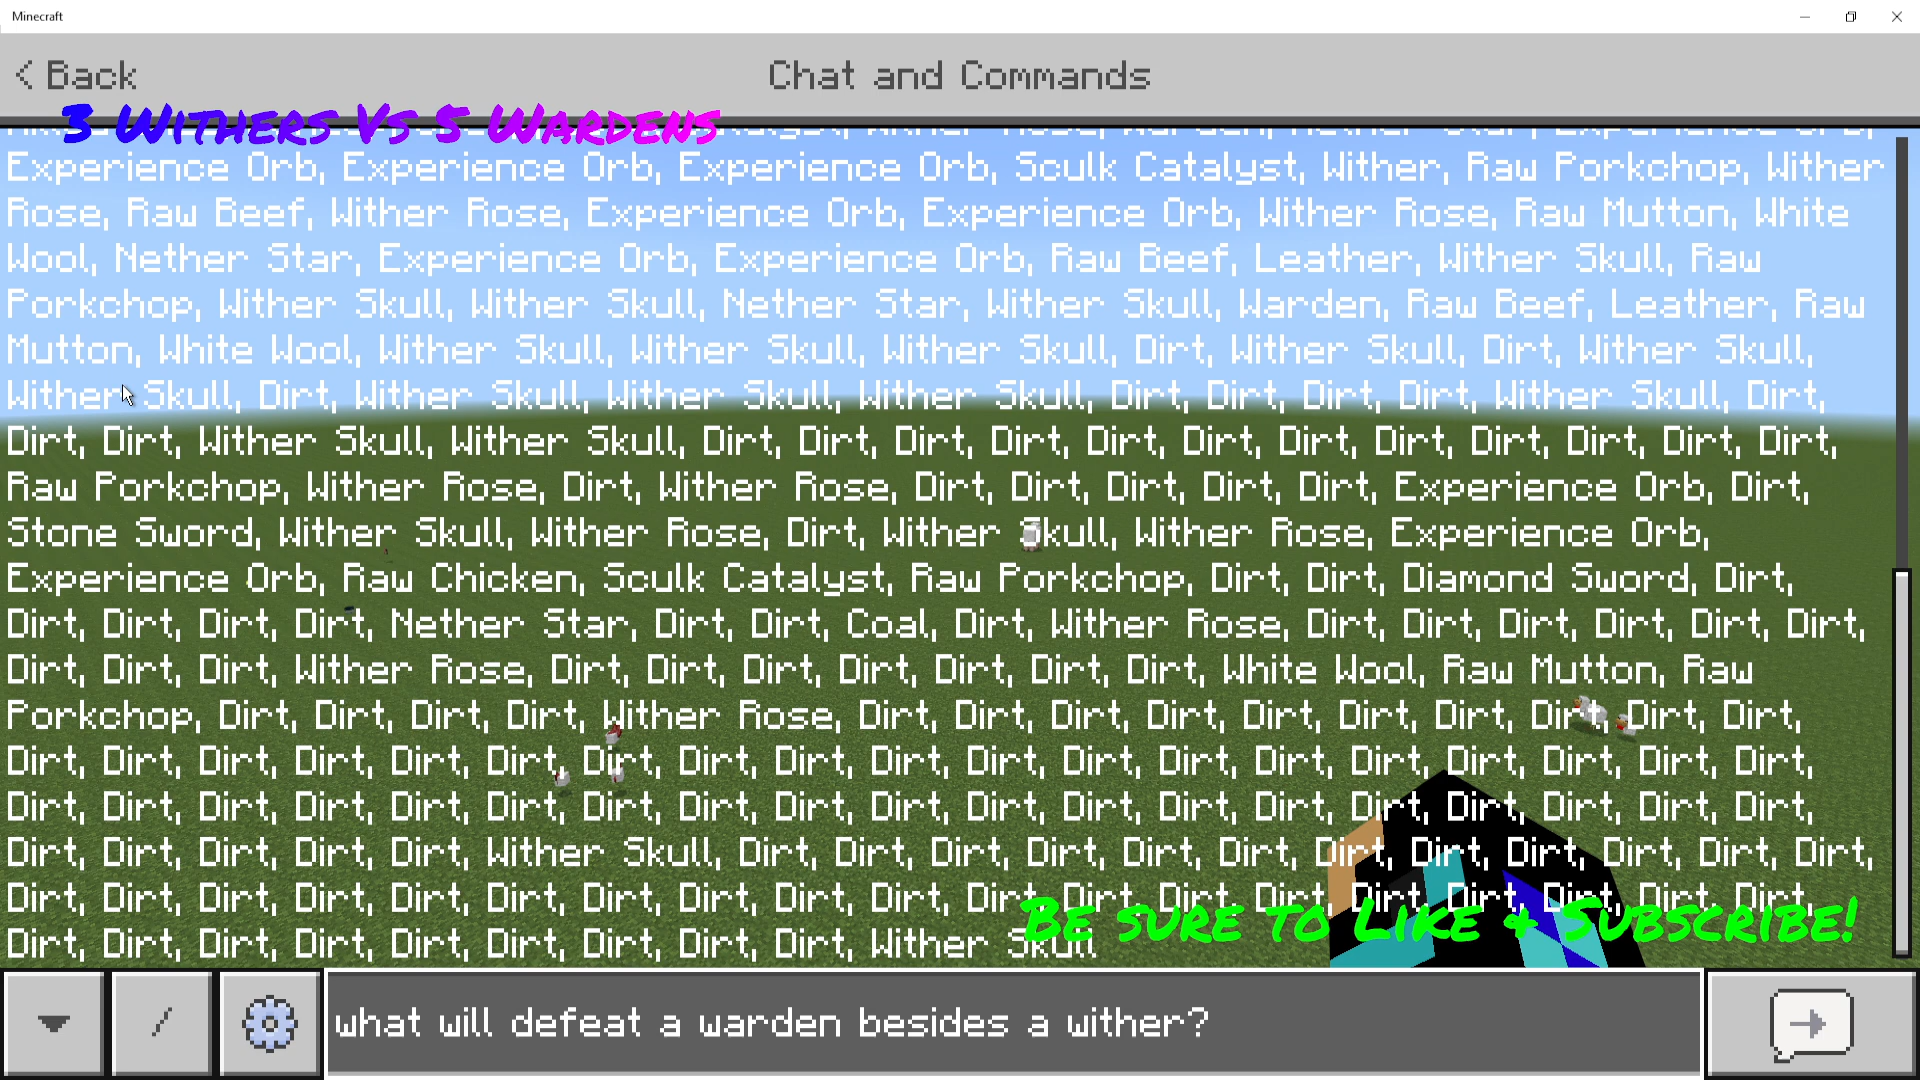 Minecraft
< Back
Chat and Commands
3 Withers Vs 5 Wardens
Experience Orb, Experience Orb, Experience Orb, Sculk Catalyst, Wither, Raw Porkchop, Wither
Rose, Raw Beef, Wither Rose, Experience Orb, Experience Orb, Wither Rose, Raw Mutton, White
Wool, Nether Star, Experience Orb, Experience Orb, Raw Beef, Leather, Wither Skull, Raw
Porkchop, Wither Skull, Wither Skull, Nether Star, Wither Skull, Warden, Raw Beef, Leather, Raw
Mutton, White Wool, Wither Skull, Wither Skull, Wither Skull, Dirt, Wither Skull, Dirt, Wither Skull,
Wither Skull, Dirt, Wither Skull, Wither Skull, Wither Skull, Dirt, Dirt, Dirt, Dirt, Wither Skull, Dirt,
Dirt, Dirt, Wither Skull, Wither Skull, Dirt, Dirt, Dirt, Dirt, Dirt, Dirt, Dirt, Dirt, Dirt, Dirt, Dirt, Dirt,
Raw Porkchop, Wither Rose, Dirt, Wither Rose, Dirt, Dirt, Dirt, Dirt, Dirt, Experience Orb, Dirt,
Stone Sword, Wither Skull, Wither Rose, Dirt, Wither Skull, Wither Rose, Experience Orb,
Experience Orb, Raw Chicken, Sculk Catalyst, Raw Porkchop, Dirt, Dirt, Diamond Sword, Dirt,
Dirt, Dirt, Dirt, Dirt, Nether Star, Dirt, Dirt, Coal, Dirt, Wither Rose, Dirt, Dirt, Dirt, Dirt, Dirt, Dirt,
Dirt, Dirt, Dirt, Wither Rose, Dirt, Dirt, Dirt, Dirt, Dirt, Dirt, Dirt, White Wool, Raw Mutton, Raw
Porkchop, Dirt, Dirt, Dirt, Dirt, Wither Rose, Dirt, Dirt, Dirt, Dirt, Dirt, Dirt, Dirt, Dirt, Dirt, Dirt,
Dirt, Dirt, Dirt, Dirt, Dirt, Dirt, Dirt, Dirt, Dirt, Dirt, Dirt, Dirt, Dirt, Dirt, Dirt, Dirt, Dirt, Dirt, Dirt,
Dirt, Dirt, Dirt, Dirt, Dirt, Dirt, Dirt, Dirt, Dirt, Dirt, Dirt, Dirt, Dirt, Dirt, Dirt, Dirt, Dirt, Dirt, Dirt,
Dirt, Dirt, Dirt, Dirt, Dirt, Wither Skull, Dirt, Dirt, Dirt, Dirt, Dirt, Dirt, Dirt, Dirt, Dirt, Dirt, Dirt, Dirt,
Dirt, Dirt, Dirt, Dirt, Dirt, Dirt, Dirt, Dirt, Dirt, Dirt, Dirt, Dirt, Dirt, Dirt, Dirt, Dirt, Dirt, Dirt, Dirt,
Dirt, Dirt, Dirt, Dirt, Dirt, Dirt, Dirt, Dirt, Dirt, Wither Skull
Be sure to Like & Subscribe!
/
what will defeat a warden besides a wither?